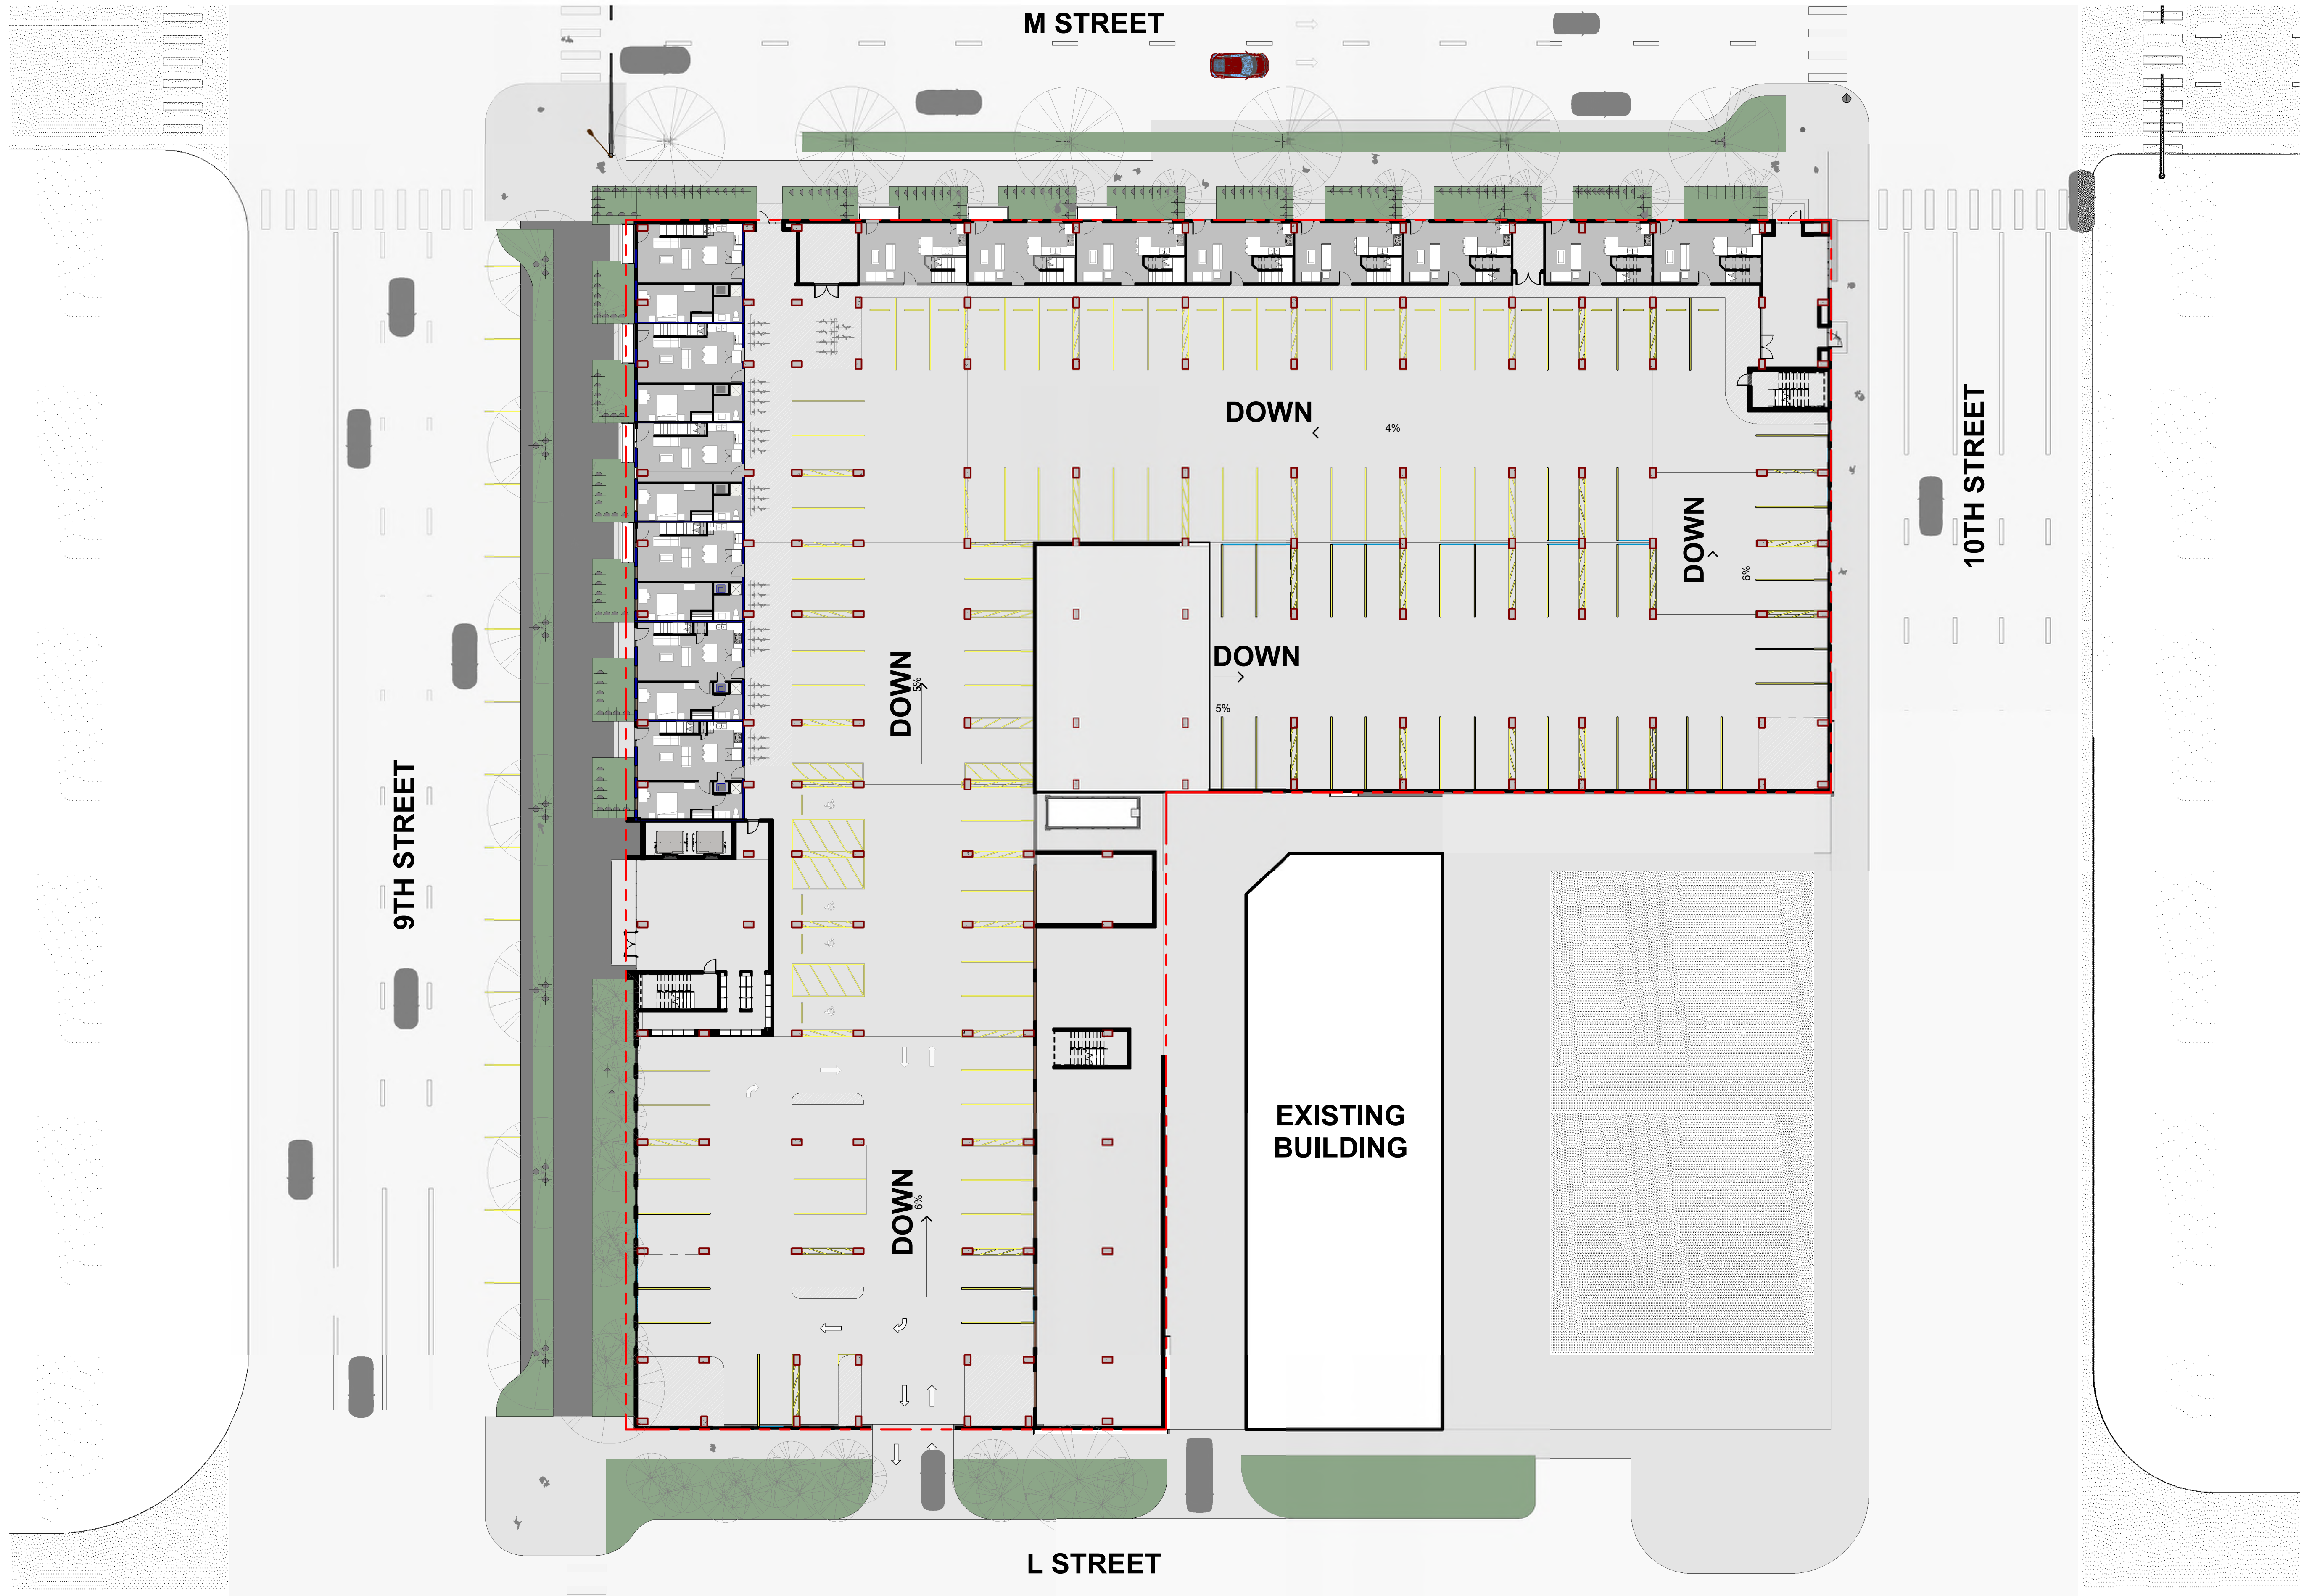 M STREET
DOWN
4%
10TH STREET
DOWN
6%
DOWN
5%
DOWN
5%
9TH STREET
EXISTING
BUILDING
DOWN
6%
L STREET